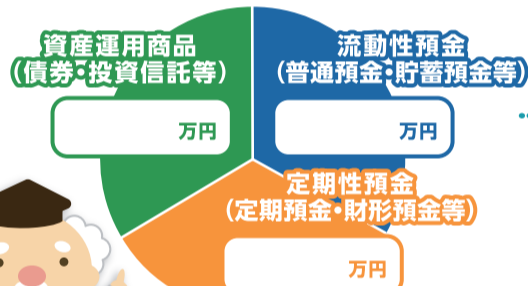 資産運用商品
（債券・投資信託等）
万円
流動性預金
（普通預金・貯蓄預金等）
万円
定期性預金
（定期預金・財形預金等）
万円